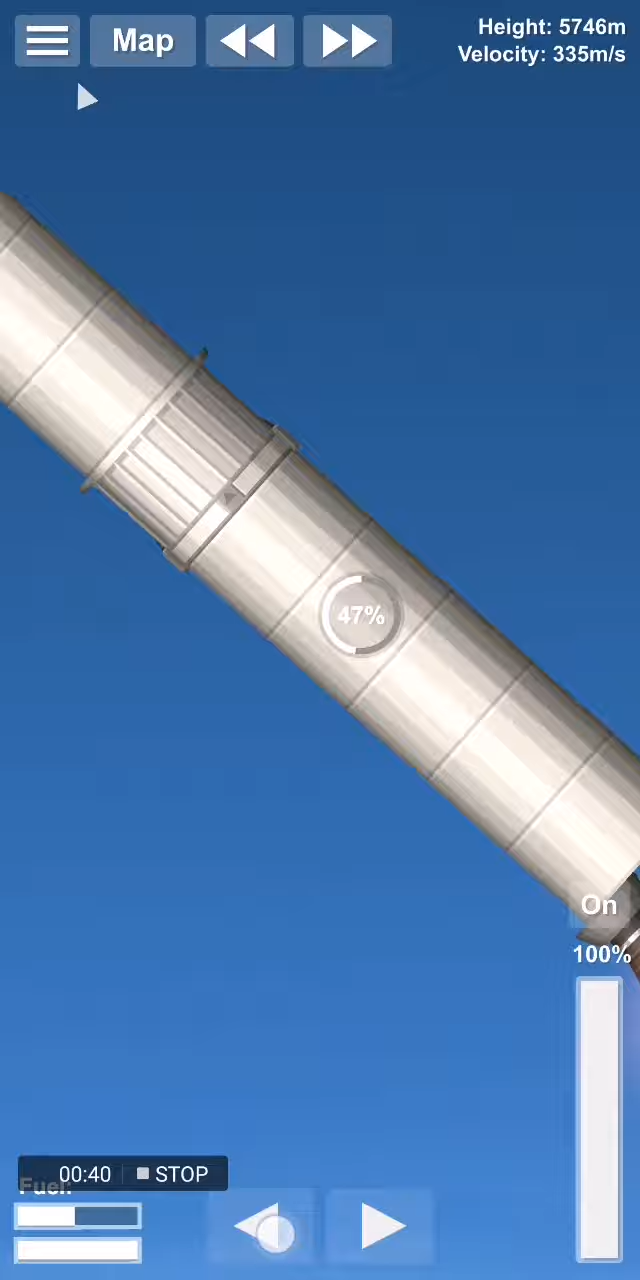 Map
Height: 5746m
Velocity: 335m/s
47%
On
100%
00:40
STOP
Fuel: